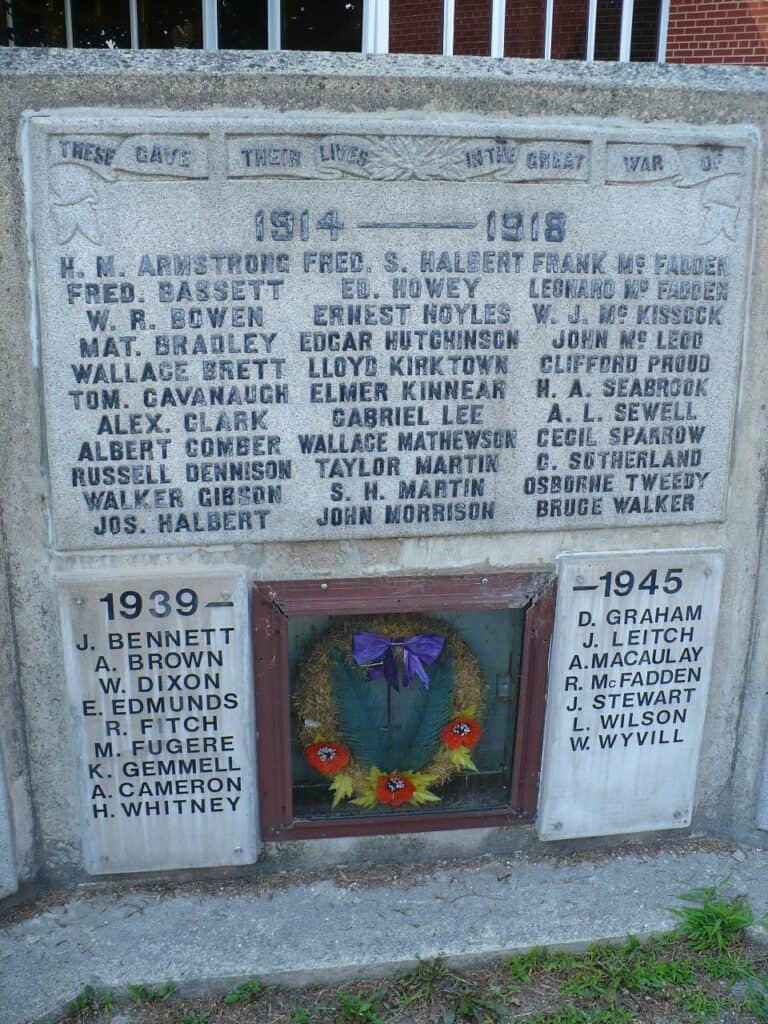 THESE GAVE THEIR LIVES IN THE GREAT WAR OF
1914 — 1918
H. M. ARMSTRONG
FRED. BASSETT
W. R. BOWEN
MAT. BRADLEY
WALLACE BRETT
TOM. CAVANAUGH
ALEX. CLARK
ALBERT COMBER
RUSSELL DENNISON
WALKER GIBSON
JOS. HALBERT
FRED. S. HALBERT
ED. HOWEY
ERNEST HOYLES
EDGAR HUTCHINSON
LLOYD KIRKTOWN
ELMER KINNEAR
GABRIEL LEE
WALLACE MATHEWSON
TAYLOR MARTIN
S. H. MARTIN
JOHN MORRISON
FRANK Mc FADDEN
LEONARD Mc FADDEN
W. J. Mc KISSOCK
JOHN Mc LEOD
CLIFFORD PROUD
H. A. SEABROOK
A. L. SEWELL
CECIL SPARROW
C. SUTHERLAND
OSBORNE TWEEDY
BRUCE WALKER
1939 —
J. BENNETT
A. BROWN
W. DIXON
E. EDMUNDS
R. FITCH
M. FUGERE
K. GEMMELL
A. CAMERON
H. WHITNEY
— 1945
D. GRAHAM
J. LEITCH
A. MACAULAY
R. McFADDEN
J. STEWART
L. WILSON
W. WYVILL